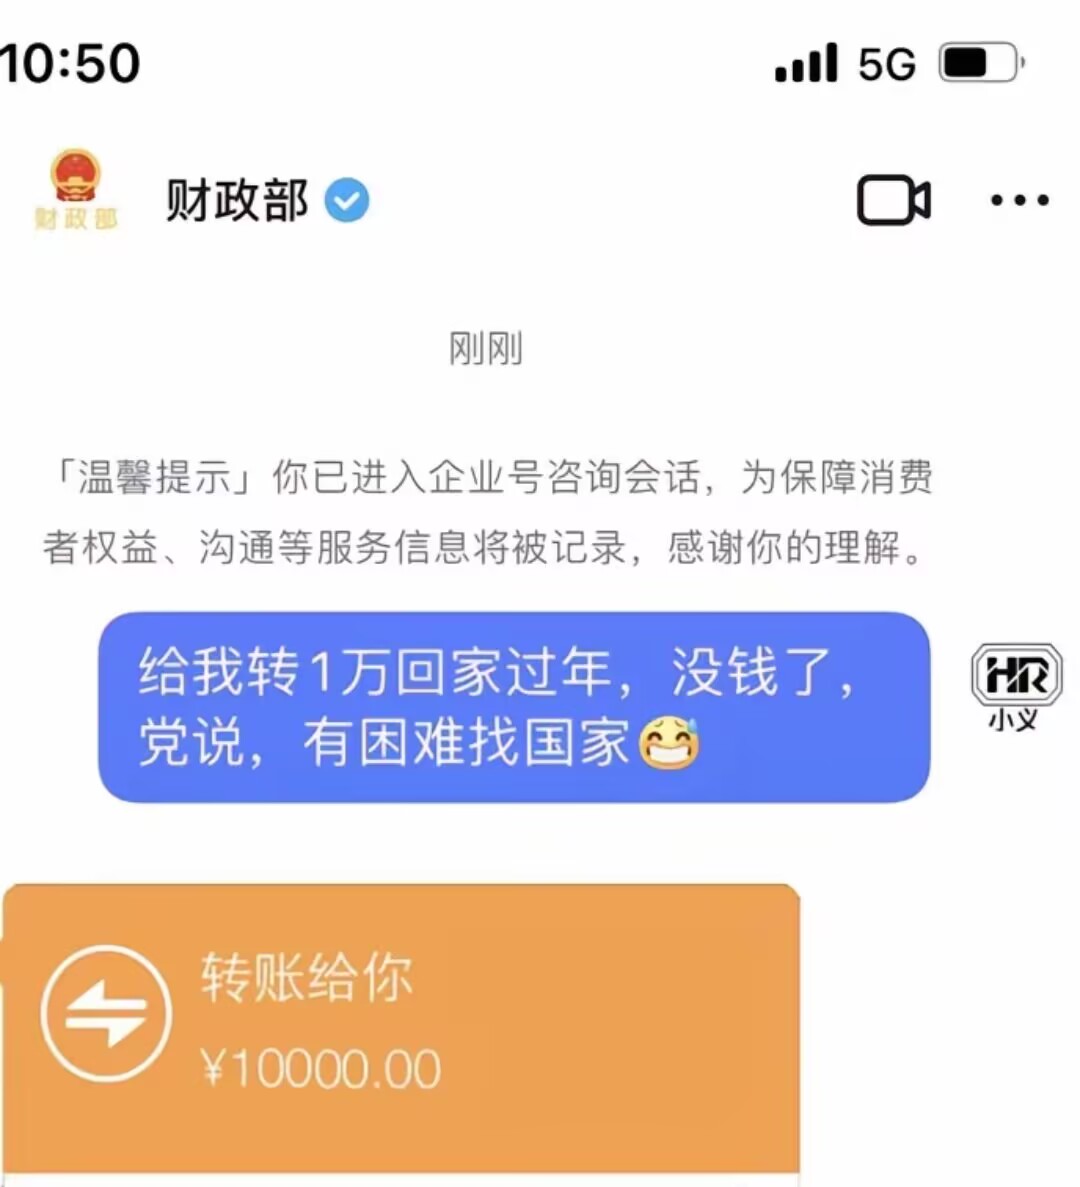 10:50 5G
财政部
财政部
刚刚
「温馨提示」你已进入企业号咨询会话，为保障消费
者权益、沟通等服务信息将被记录，感谢你的理解。
给我转1万回家过年，没钱了，
党说，有困难找国家😅
HR
小义
转账给你
¥10000.00